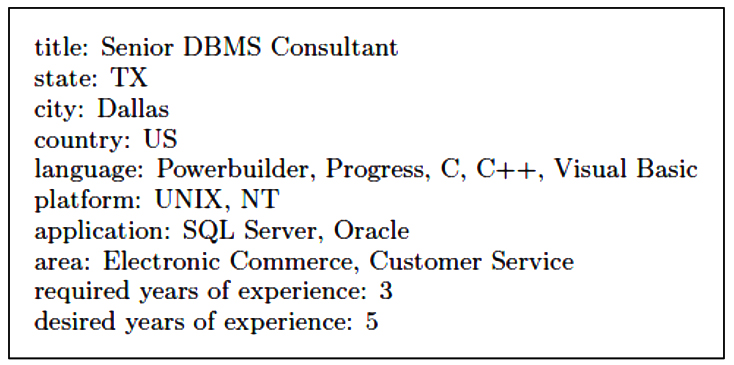 title: Senior DBMS Consultant
state: TX
city: Dallas
country: US
language: Powerbuilder, Progress, C, C++, Visual Basic
platform: UNIX, NT
application: SQL Server, Oracle
area: Electronic Commerce, Customer Service
required years of experience: 3
desired years of experience: 5